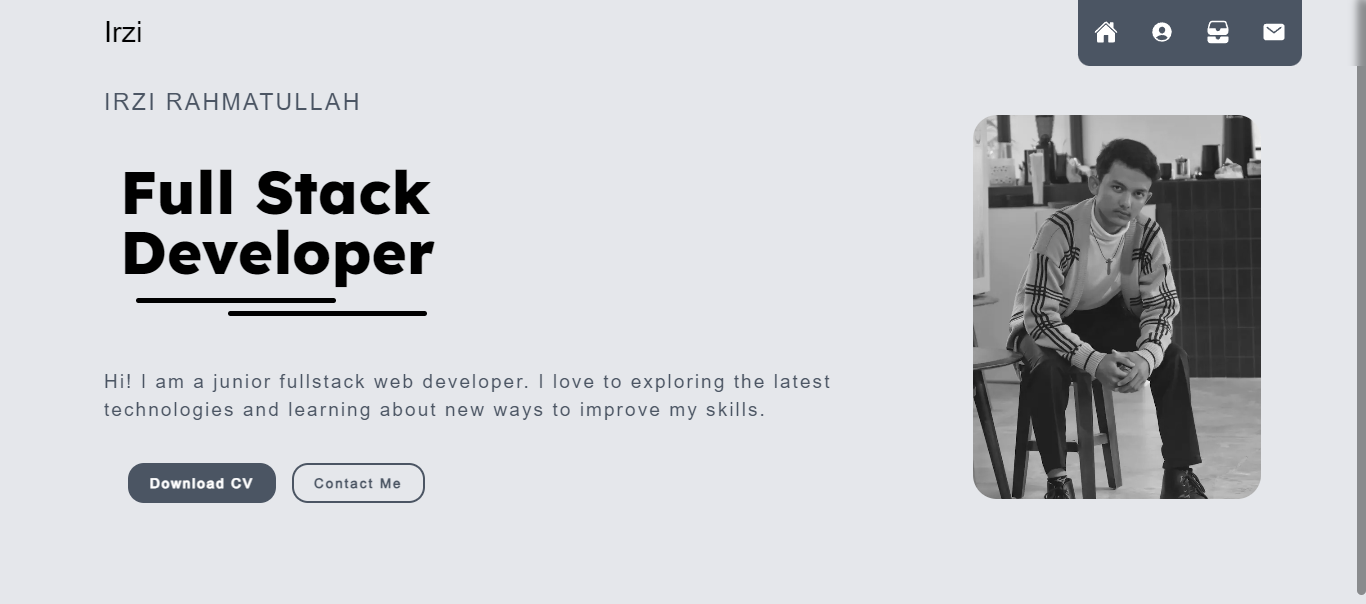 Irzi
IRZI RAHMATULLAH
Full Stack
Developer
Hi! I am a junior fullstack web developer. I love to exploring the latest
technologies and learning about new ways to improve my skills.
Download CV
Contact Me